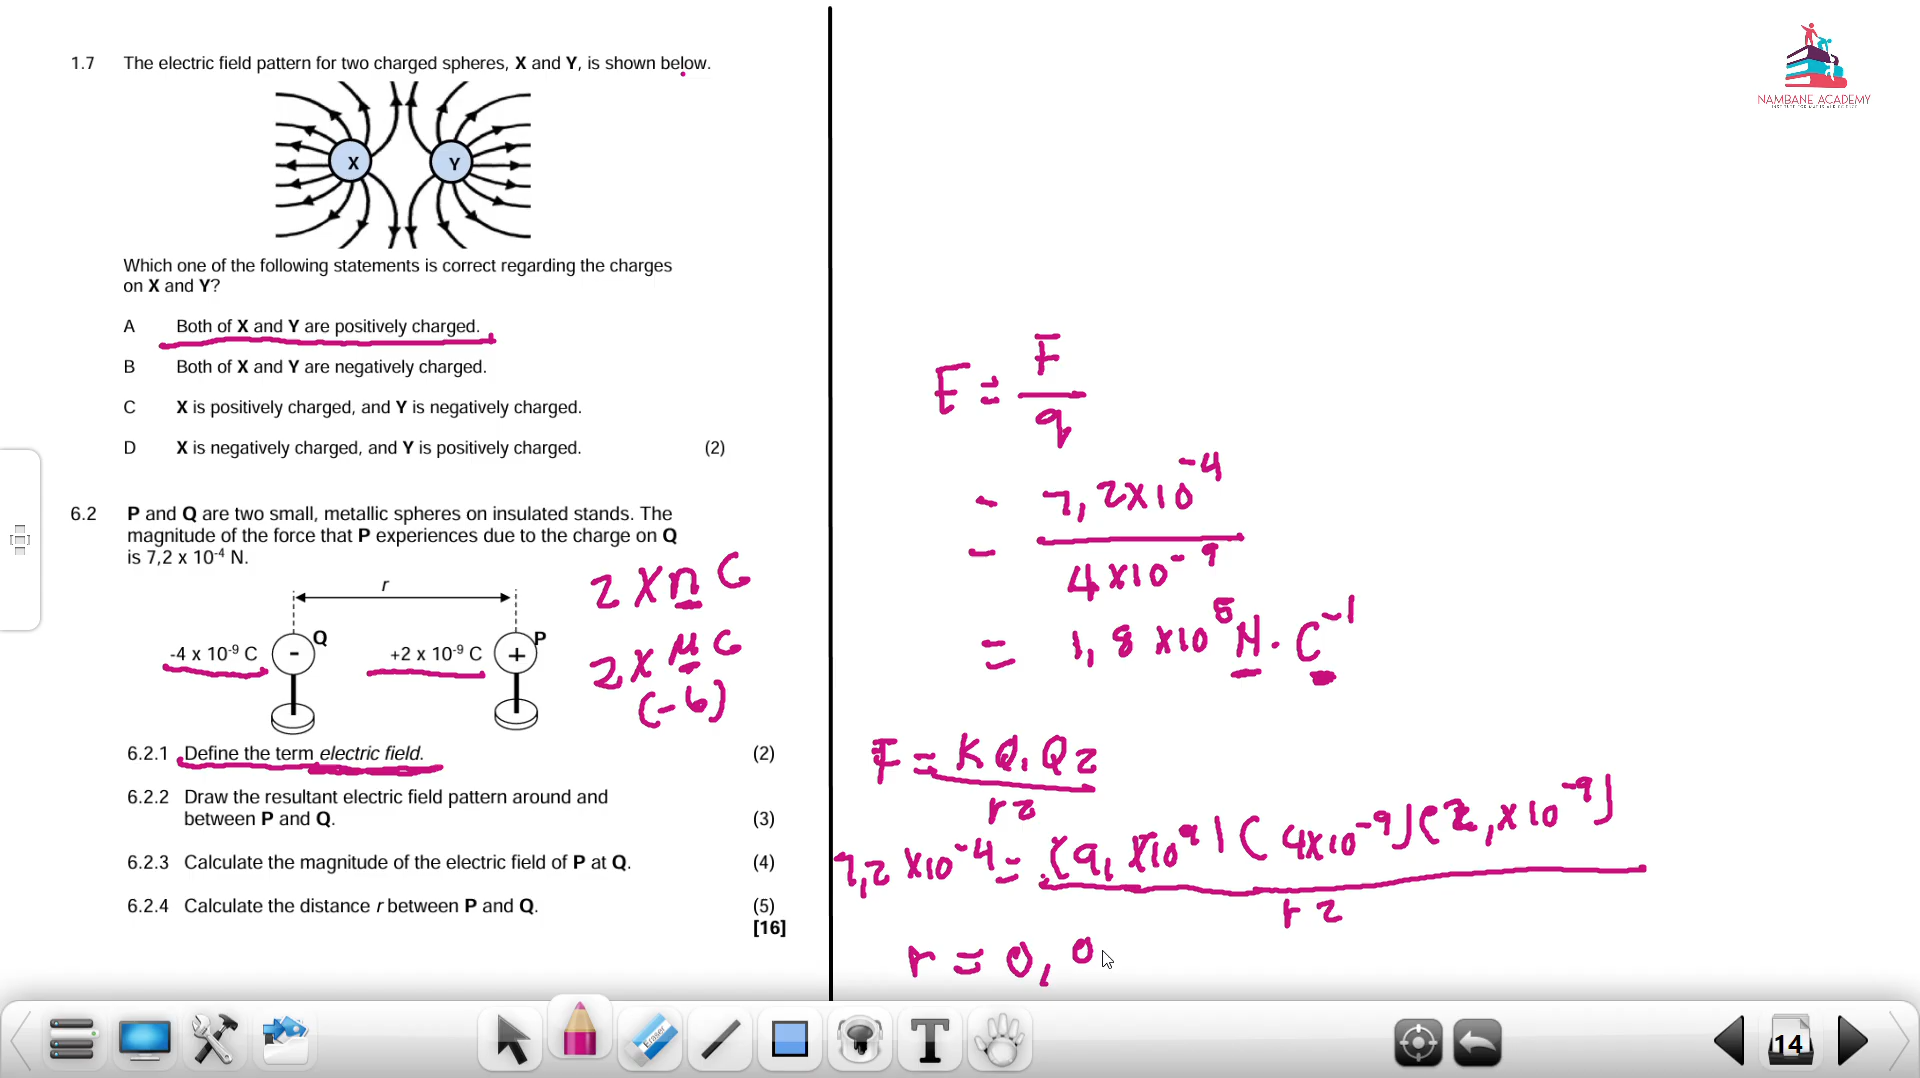 1.7 The electric field pattern for two charged spheres, X and Y, is shown below.
X Y
Which one of the following statements is correct regarding the charges
on X and Y?
A Both of X and Y are positively charged.
B Both of X and Y are negatively charged.
C X is positively charged, and Y is negatively charged.
D X is negatively charged, and Y is positively charged. (2)
6.2 P and Q are two small, metallic spheres on insulated stands. The
magnitude of the force that P experiences due to the charge on Q
is 7,2 x 10⁻⁴ N.
r
Q P
-4 x 10⁻⁹ C - +2 x 10⁻⁹ C +
2 x n C
2 x μ C
(-6)
6.2.1 Define the term electric field. (2)
6.2.2 Draw the resultant electric field pattern around and
between P and Q. (3)
6.2.3 Calculate the magnitude of the electric field of P at Q. (4)
6.2.4 Calculate the distance r between P and Q. (5)
[16]
NAMBANE ACADEMY
E = F
q
= 7,2x10⁻⁴
4x10⁻⁹
= 1,8 x10⁵ N·C⁻¹
F = KQ1Q2
r2
7,2 x10⁻⁴ = (9,x10⁹)(4x10⁻⁹)(2,x10⁻⁹)
r2
r = 0,0
Eraser
T
14